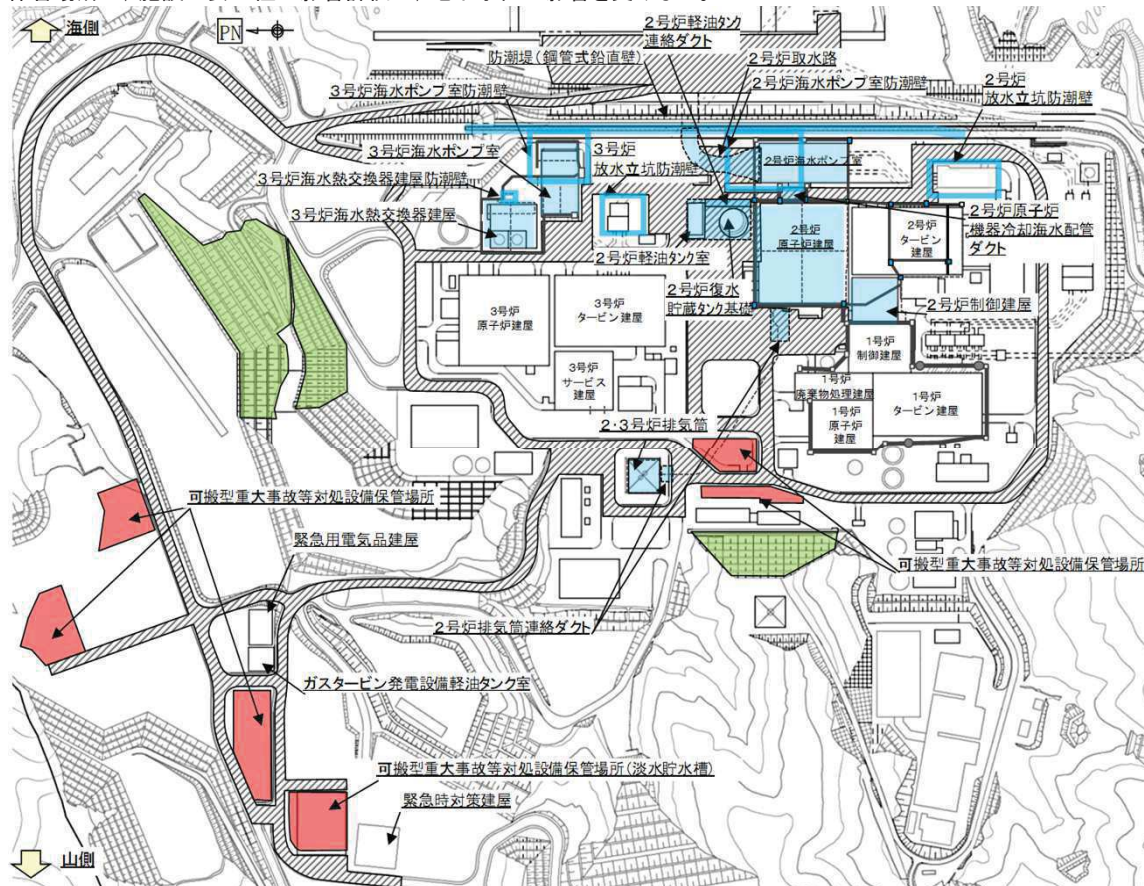 海側
PN
2号炉軽油タンク
連絡ダクト
防潮堤(鋼管式鉛直壁)
2号炉取水路
3号炉海水ポンプ室防潮壁
2号炉海水ポンプ室防潮壁
2号炉
放水立坑防潮壁
3号炉海水ポンプ室
3号炉
放水立坑防潮壁
2号炉海水ポンプ室
3号炉海水熱交換器建屋防潮壁
3号炉海水熱交換器建屋
2号炉
原子炉建屋
2号炉
タービン
建屋
2号炉原子炉
機器冷却海水配管
ダクト
2号炉軽油タンク室
2号炉復水
貯蔵タンク基礎
2号炉制御建屋
3号炉
原子炉建屋
3号炉
タービン建屋
1号炉
制御建屋
3号炉
サービス
建屋
1号炉
廃棄物処理建屋
1号炉
原子炉
建屋
1号炉
タービン建屋
2・3号炉排気筒
可搬型重大事故等対処設備保管場所
緊急用電気品建屋
可搬型重大事故等対処設備保管場所
2号炉排気筒連絡ダクト
ガスタービン発電設備軽油タンク室
可搬型重大事故等対処設備保管場所(淡水貯水槽)
緊急時対策建屋
山側